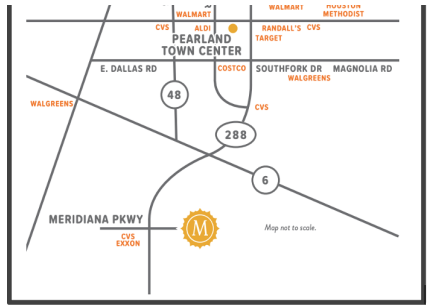 WALMART
HOUSTON
METHODIST
WALMART
CVS
ALDI
RANDALL'S CVS
TARGET
PEARLAND
TOWN CENTER
E. DALLAS RD
COSTCO
SOUTHFORK DR
MAGNOLIA RD
WALGREENS
WALGREENS
48
CVS
288
6
MERIDIANA PKWY
M
Map not to scale.
CVS
EXXON